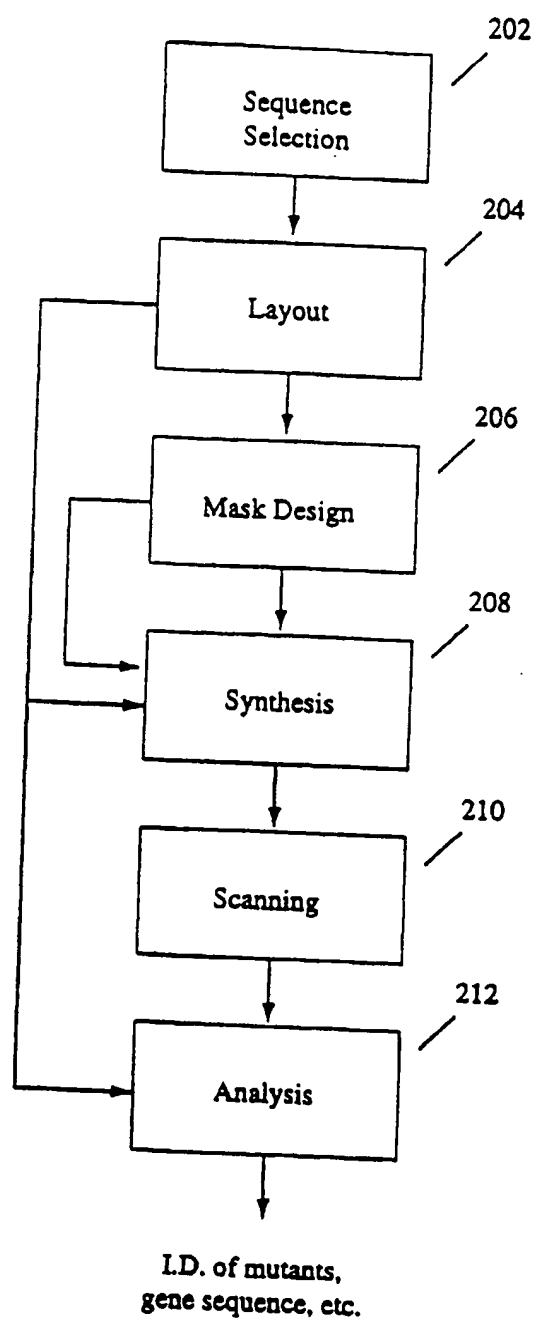 202
Sequence
Selection
204
Layout
206
Mask Design
208
Synthesis
210
Scanning
212
Analysis
I.D. of mutants,
gene sequence, etc.